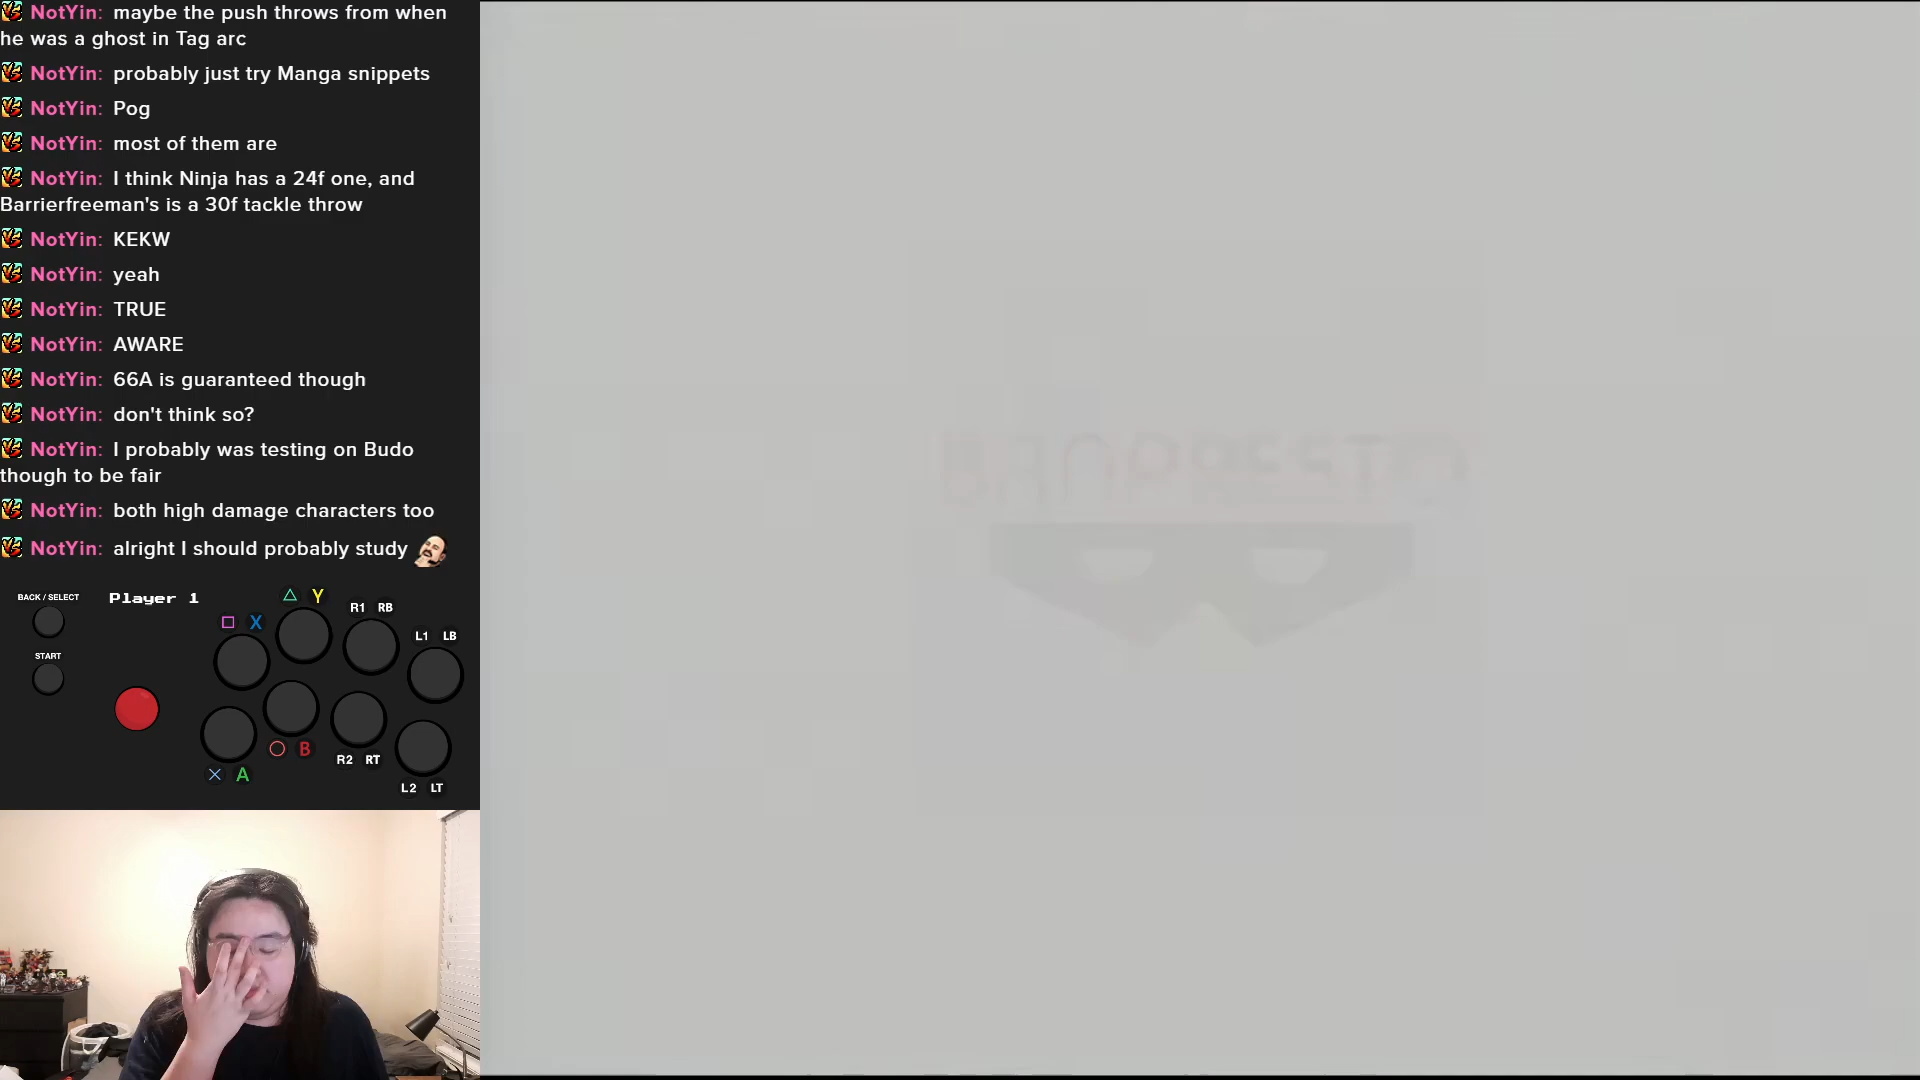 NotYin: maybe the push throws from when
he was a ghost in Tag arc
NotYin: probably just try Manga snippets
NotYin: Pog
NotYin: most of them are
NotYin: I think Ninja has a 24f one, and
Barrierfreeman's is a 30f tackle throw
NotYin: KEKW
NotYin: yeah
NotYin: TRUE
NotYin: AWARE
NotYin: 66A is guaranteed though
NotYin: don't think so?
NotYin: I probably was testing on Budo
though to be fair
NotYin: both high damage characters too
NotYin: alright I should probably study
BACK / SELECT
Player 1
START
X
Y
R1 RB
L1 LB
A
B
R2 RT
L2 LT
BANPRESTO